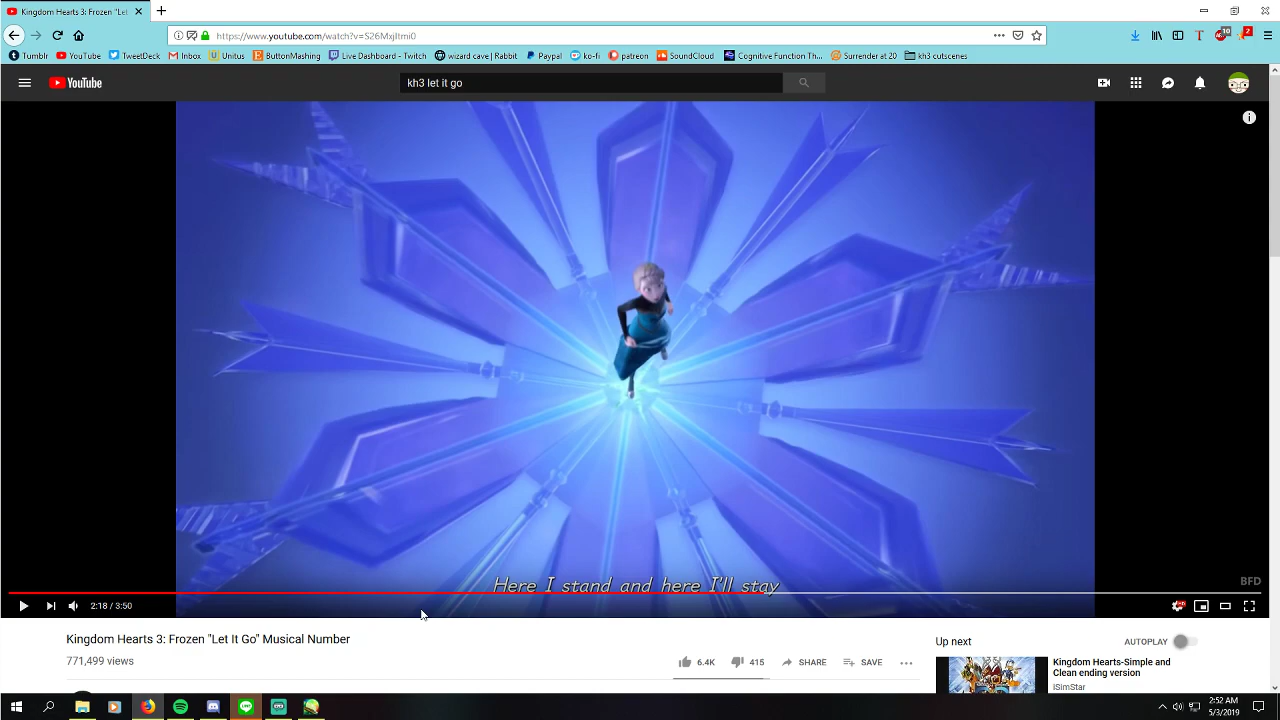 Kingdom Hearts 3: Frozen "Let
https://www.youtube.com/watch?v=S26MxjItmi0
Tumblr YouTube TweetDeck Inbox Unitus ButtonMashing Live Dashboard - Twitch wizard cave | Rabbit Paypal ko-fi patreon SoundCloud Cognitive Function Th... Surrender at 20 kh3 cutscenes
YouTube kh3 let it go
Here I stand and here I'll stay
BFD
2:18 / 3:50 HD
Kingdom Hearts 3: Frozen "Let It Go" Musical Number
771,499 views
6.4K 415 SHARE SAVE
Up next AUTOPLAY
Kingdom Hearts-Simple and
Clean ending version
iSimStar
2:52 AM
5/3/2019